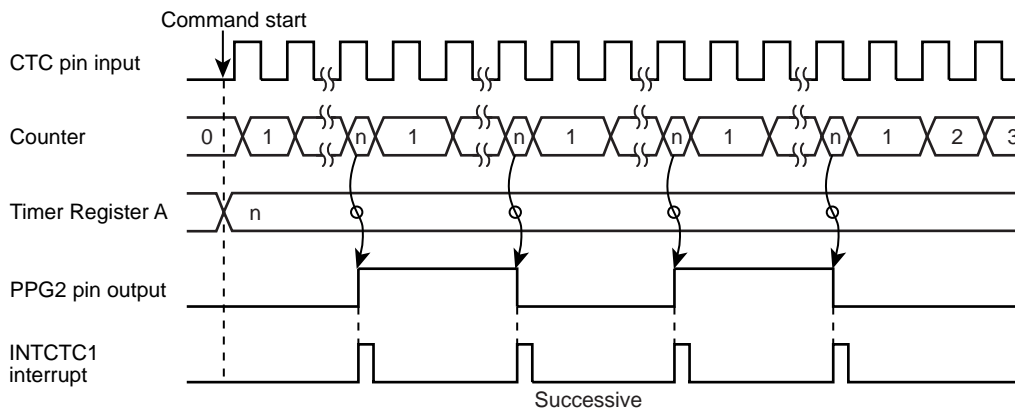 Command start
CTC pin input
Counter
0 1 n 1 n 1 n 1 n 1 2 3
Timer Register A
n
PPG2 pin output
INTCTC1
interrupt
Successive